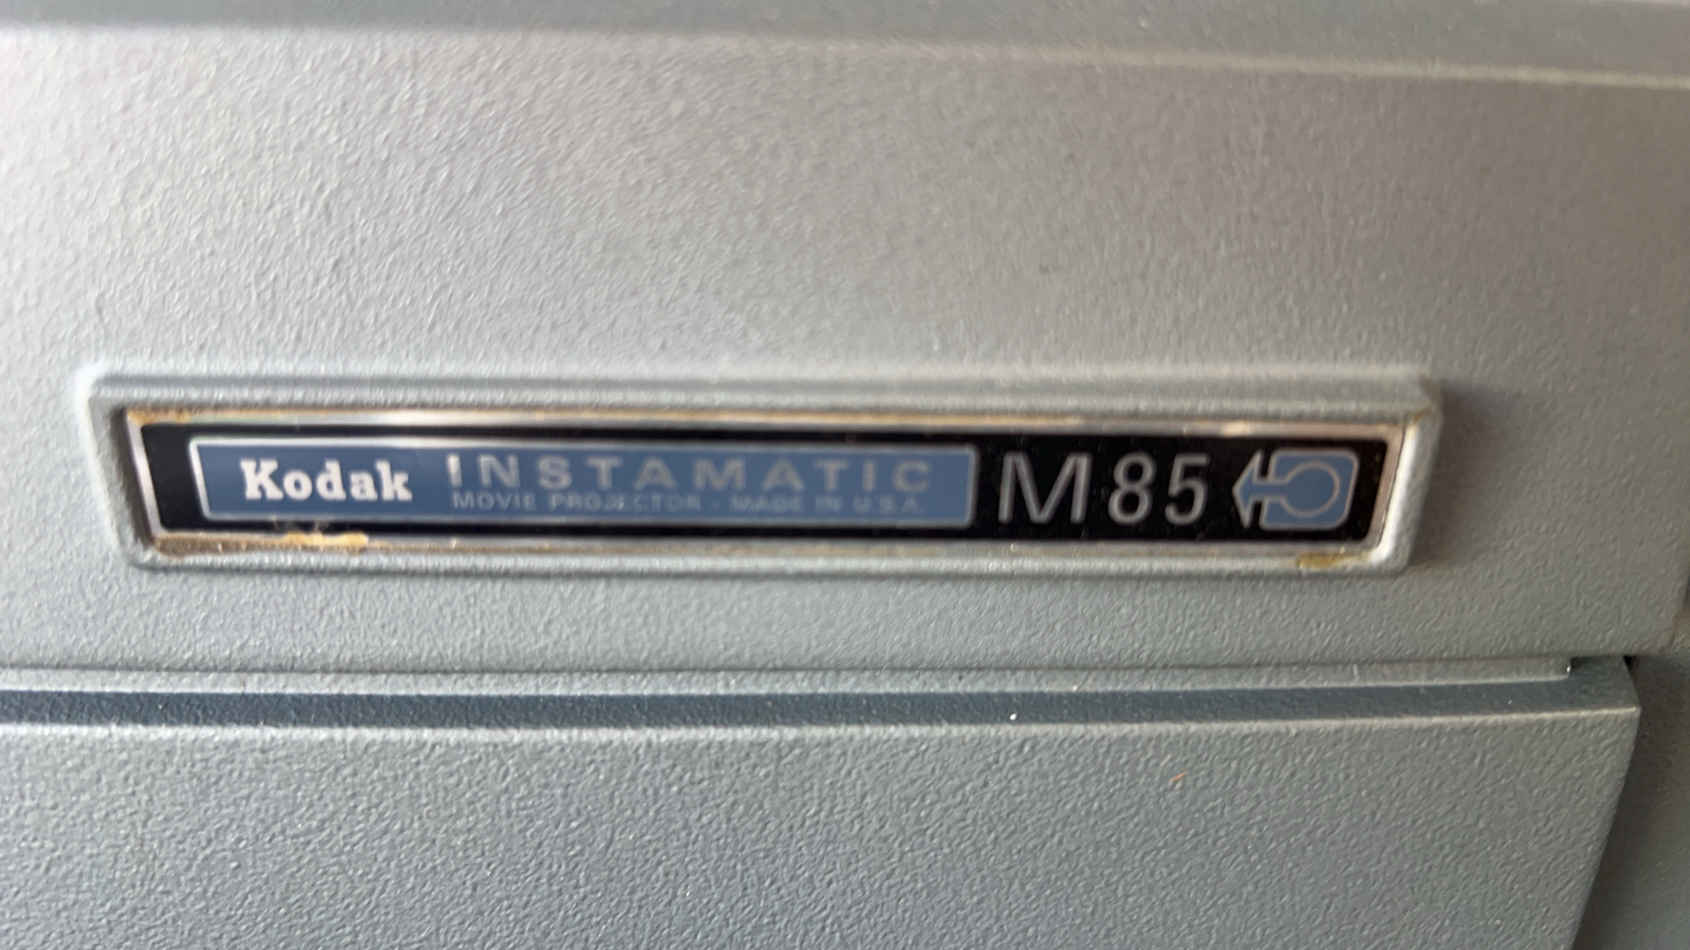 Kodak INSTAMATIC M85
MOVIE PROJECTOR - MADE IN U.S.A.